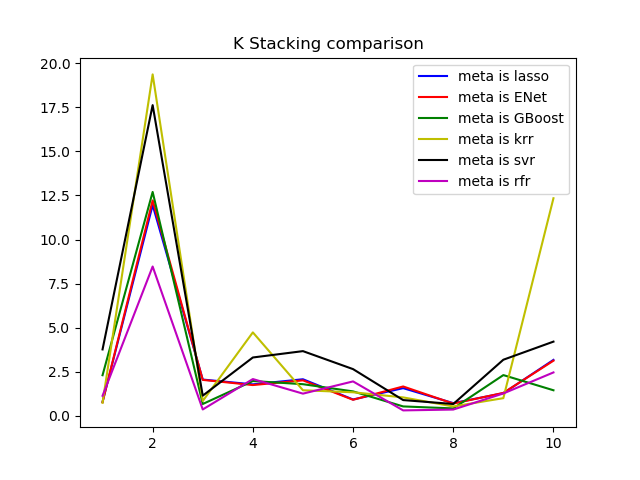 K Stacking comparison
20.0
17.5
15.0
12.5
10.0
7.5
5.0
2.5
0.0
2 4 6 8 10
meta is lasso
meta is ENet
meta is GBoost
meta is krr
meta is svr
meta is rfr